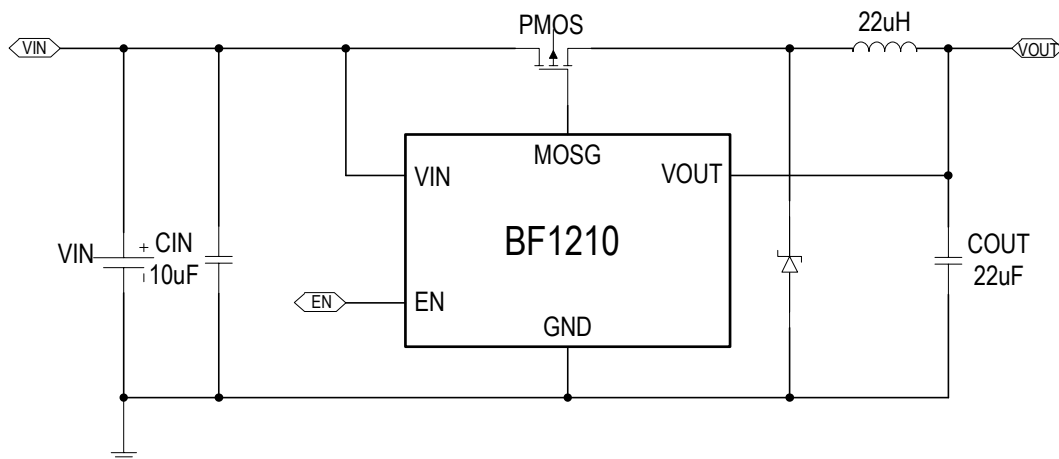 PMOS
22uH
VIN
VOUT
MOSG
VIN
VOUT
BF1210
VIN
+ CIN
10uF
COUT
22uF
EN
EN
GND